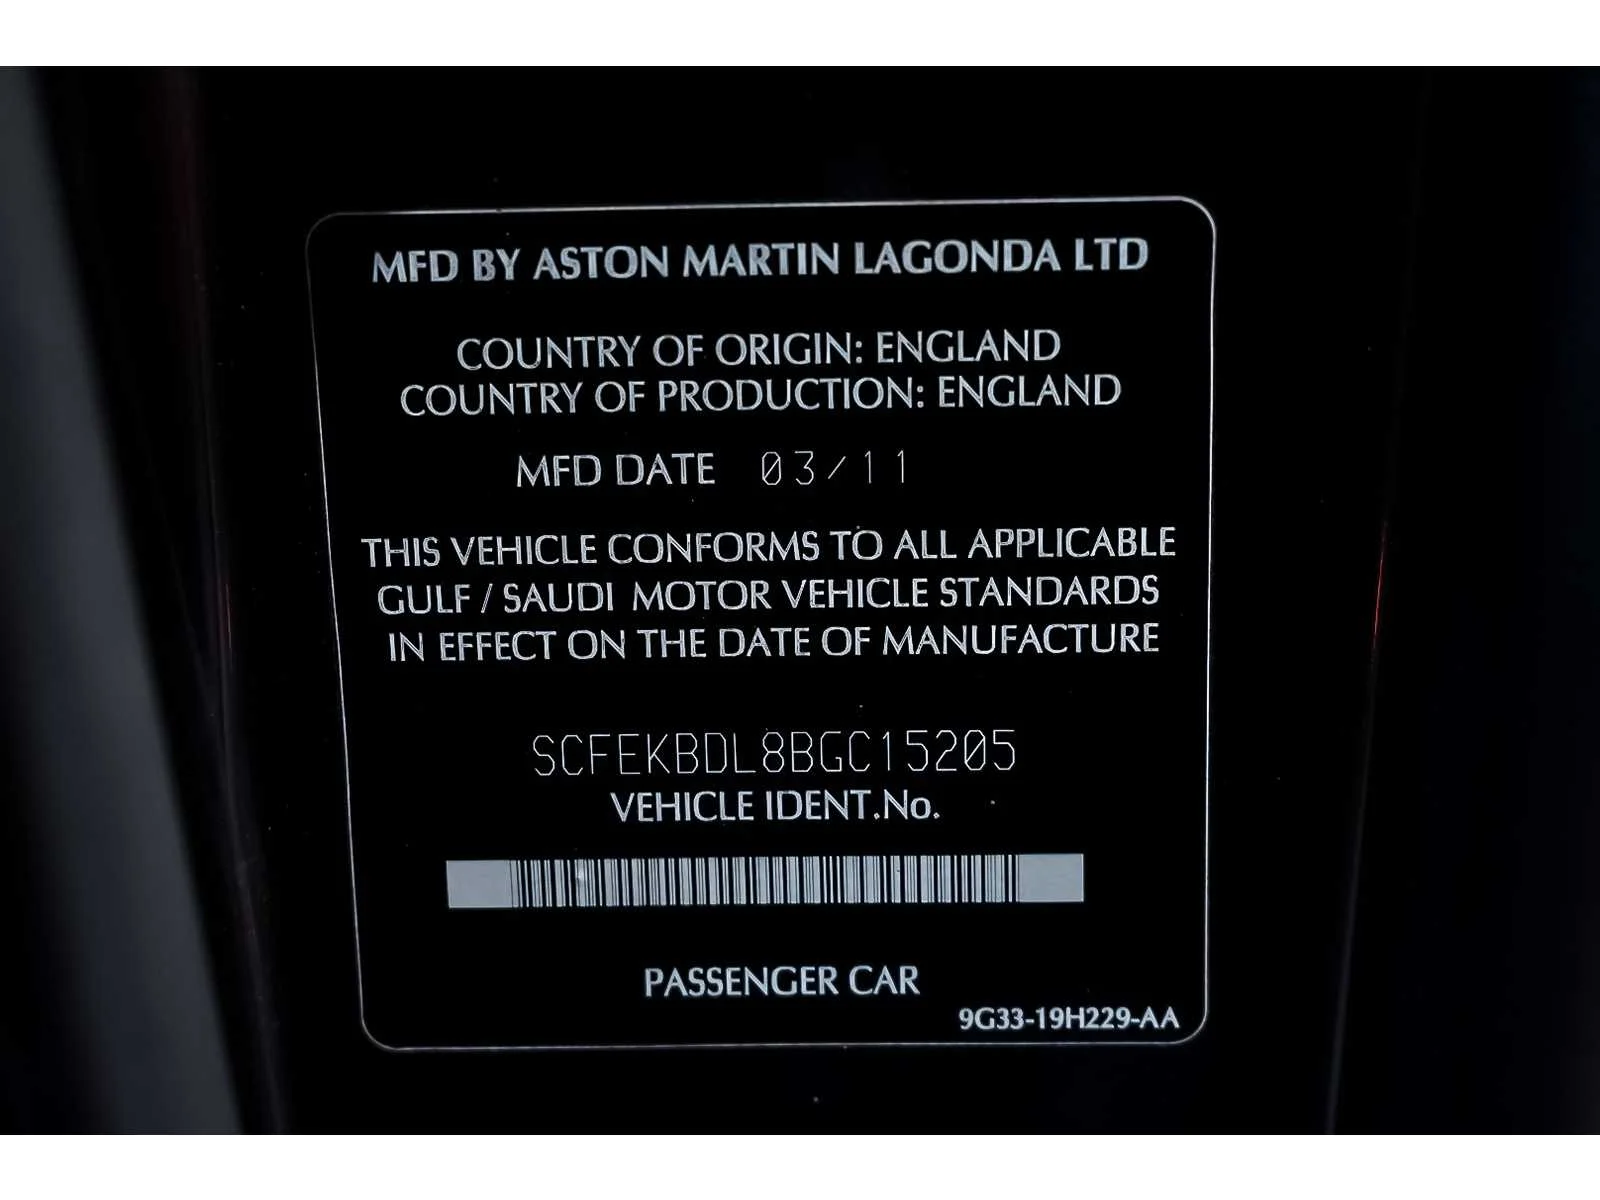 MFD BY ASTON MARTIN LAGONDA LTD
COUNTRY OF ORIGIN: ENGLAND
COUNTRY OF PRODUCTION: ENGLAND
MFD DATE 03/11
THIS VEHICLE CONFORMS TO ALL APPLICABLE
GULF / SAUDI MOTOR VEHICLE STANDARDS
IN EFFECT ON THE DATE OF MANUFACTURE
SCFEKBDL8BGC15205
VEHICLE IDENT.No.
PASSENGER CAR
9G33-19H229-AA